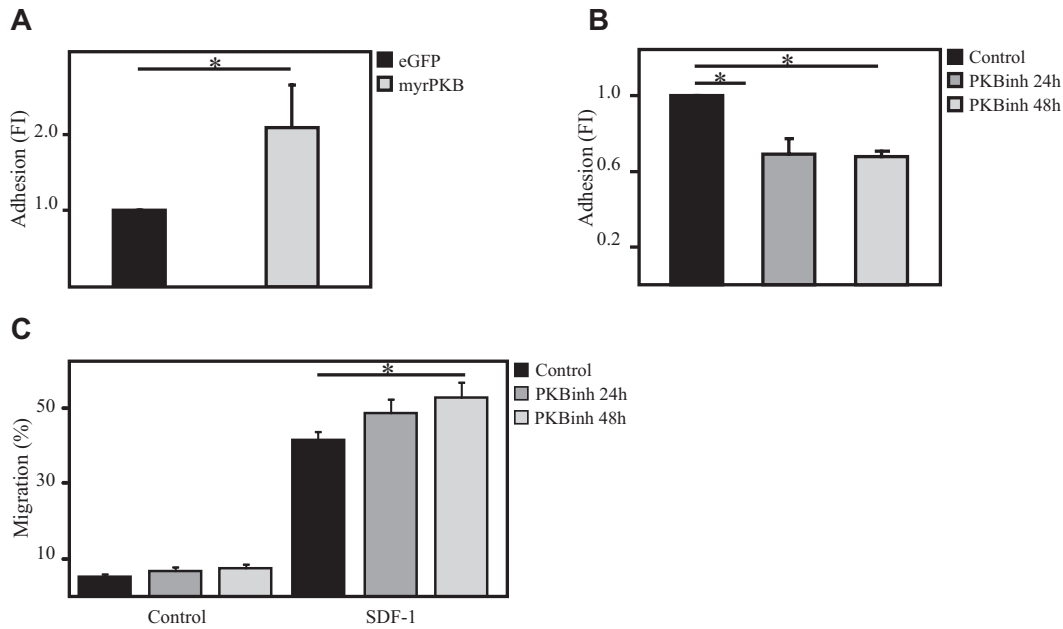 A
*
eGFP
myrPKB
Adhesion (FI)
2.0
1.0
B
*
*
Control
PKBinh 24h
PKBinh 48h
Adhesion (FI)
1.0
0.6
0.2
C
*
Control
PKBinh 24h
PKBinh 48h
Migration (%)
50
30
10
Control
SDF-1